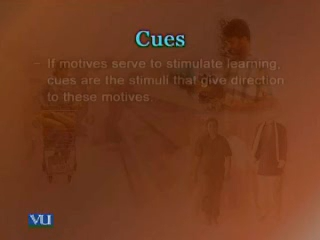 Cues
– If motives serve to stimulate learning,
cues are the stimuli that give direction
to these motives.
VU